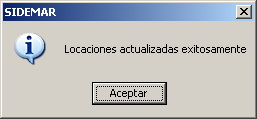 SIDEMAR
Locaciones actualizadas exitosamente
Aceptar